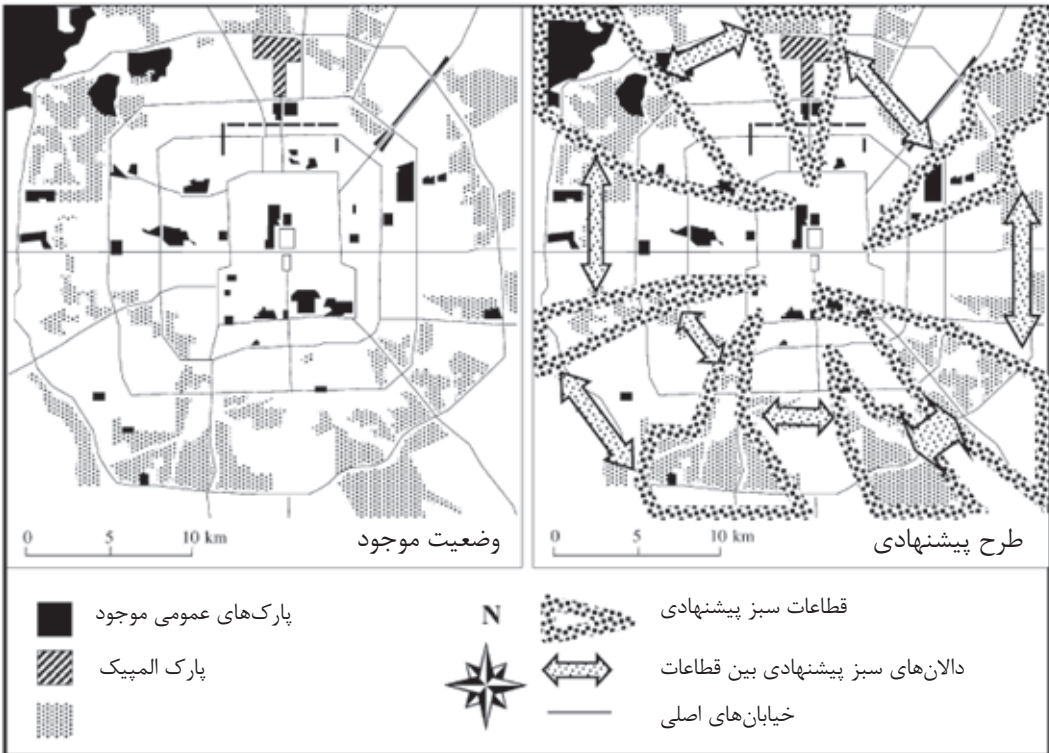 0 5 10 km
وضعیت موجود
0 5 10 km
طرح پیشنهادی
پارک‌های عمومی موجود
پارک المپیک
N
قطاعات سبز پیشنهادی
دالان‌های سبز پیشنهادی بین قطاعات
خیابان‌های اصلی